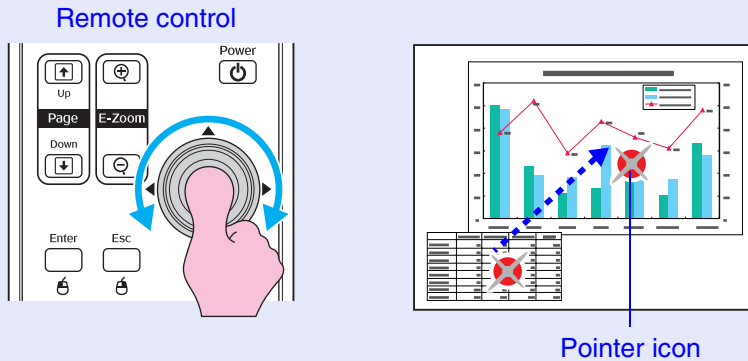 Remote control
Power
Up
Page
E-Zoom
Down
Enter
Esc
Pointer icon